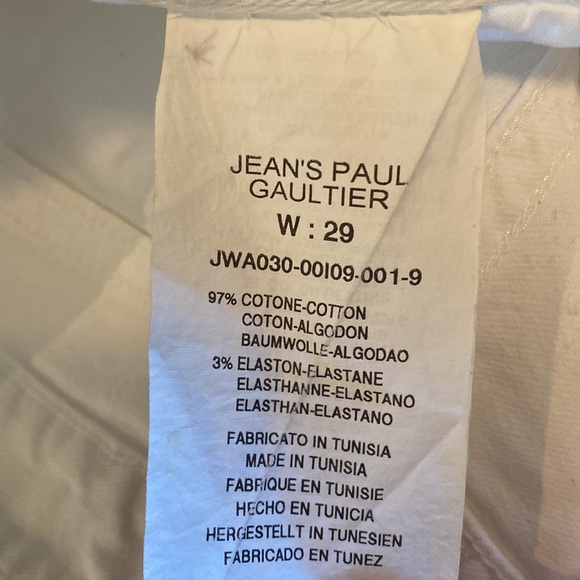 JEAN'S PAUL
GAULTIER
W : 29
JWA030-00I09-001-9
97% COTONE-COTTON
COTON-ALGODON
BAUMWOLLE-ALGODAO
3% ELASTON-ELASTANE
ELASTHANNE-ELASTANO
ELASTHAN-ELASTANO
FABRICATO IN TUNISIA
MADE IN TUNISIA
FABRIQUE EN TUNISIE
HECHO EN TUNICIA
HERGESTELLT IN TUNESIEN
FABRICADO EN TUNEZ